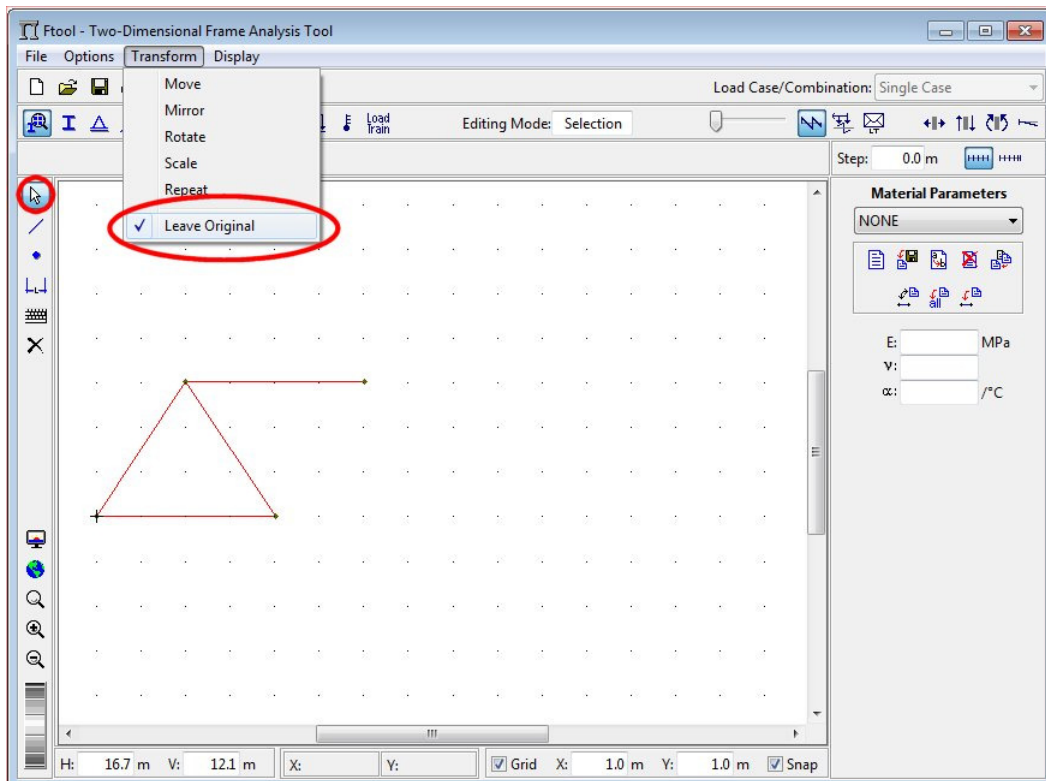 Ftool - Two-Dimensional Frame Analysis Tool
File Options Transform Display
Move
Load Case/Combination: Single Case
Mirror
Load Train Editing Mode: Selection
LT
Rotate
Scale
Step: 0.0 m
Repeat
Material Parameters
Leave Original
NONE
L
a b
all
E: MPa
ν:
α: /°C
H: 16.7 m V: 12.1 m X: Y: Grid X: 1.0 m Y: 1.0 m Snap